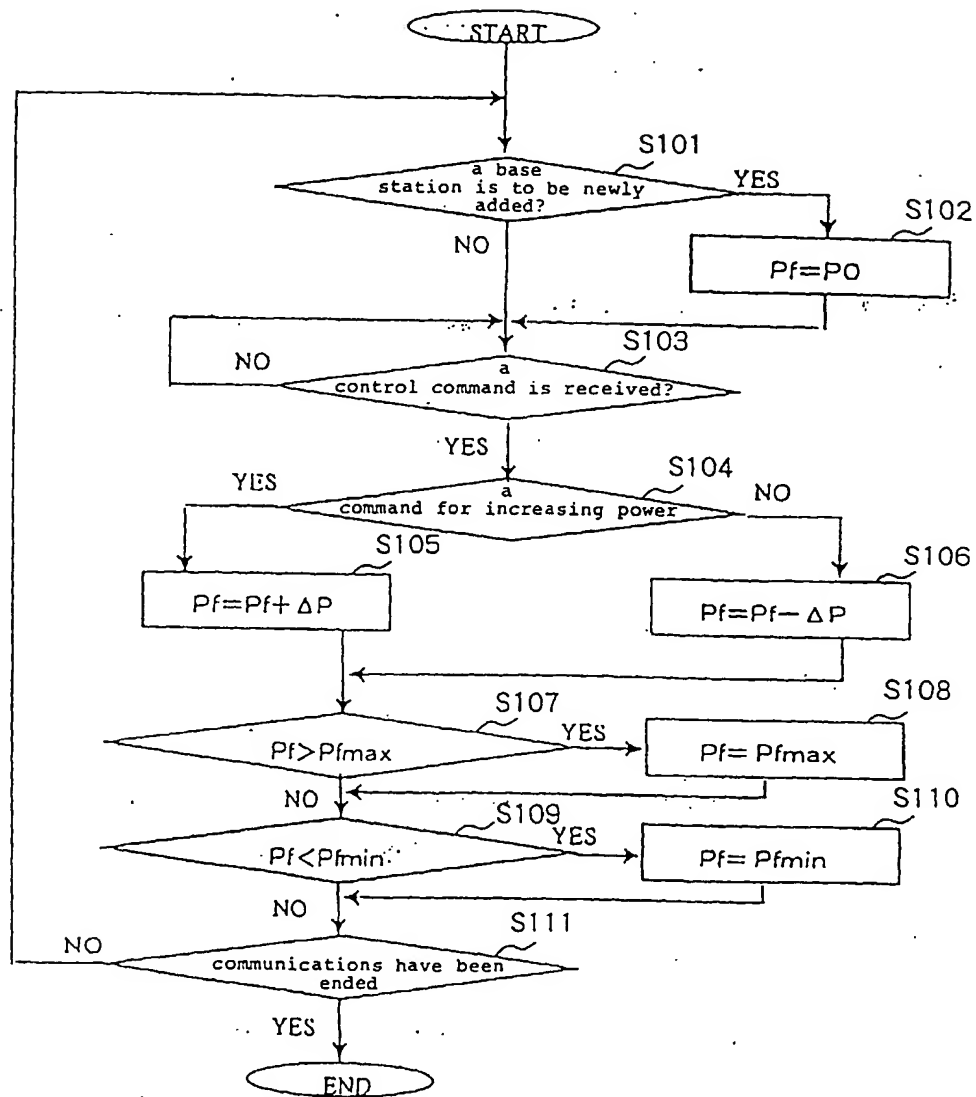 START
S101
a base
station is to be newly
added?
YES
S102
NO
Pf=P0
S103
NO
a
control command is received?
YES
S104
YES
a
command for increasing power
NO
S105
S106
Pf=Pf+ΔP
Pf=Pf−ΔP
S107
S108
Pf>Pfmax
YES
Pf=Pfmax
NO
S109
S110
Pf<Pfmin
YES
Pf=Pfmin
NO
S111
NO
communications have been
ended
YES
END